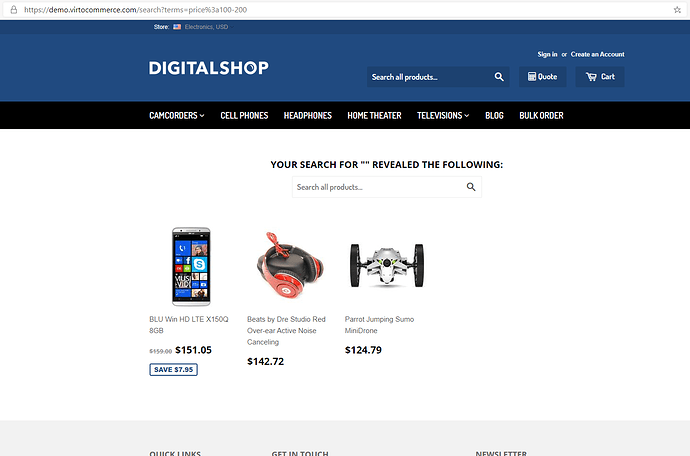 https://demo.virtocommerce.com/search?terms=price%3a100-200
Store: Electronics, USD
Sign in or Create an Account
DIGITALSHOP
Search all products...
Quote
Cart
CAMCORDERS CELL PHONES HEADPHONES HOME THEATER TELEVISIONS BLOG BULK ORDER
YOUR SEARCH FOR "" REVEALED THE FOLLOWING:
Search all products...
BLU Win HD LTE X150Q
8GB
$159.00 $151.05
SAVE $7.95
Beats by Dre Studio Red
Over-ear Active Noise
Canceling
$142.72
Parrot Jumping Sumo
MiniDrone
$124.79
QUICK LINKS GET IN TOUCH NEWSLETTER